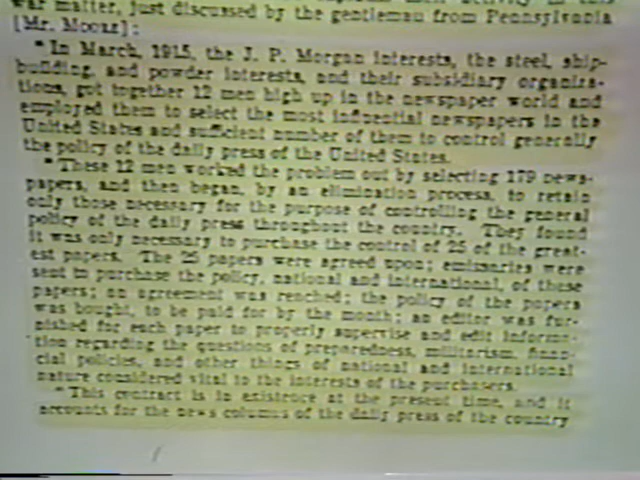 war matter, just discussed by the gentleman from Pennsylvania
[Mr. Moore]:
"In March, 1915, the J. P. Morgan interests, the steel, ship-
building, and powder interests, and their subsidiary organiza-
tions, got together 12 men high up in the newspaper world and
employed them to select the most influential newspapers in the
United States and sufficient number of them to control generally
the policy of the daily press of the United States.
"These 12 men worked the problem out by selecting 179 news-
papers, and then began, by an elimination process, to retain
only those necessary for the purpose of controlling the general
policy of the daily press throughout the country. They found
it was only necessary to purchase the control of 25 of the great-
est papers. The 25 papers were agreed upon; emissaries were
sent to purchase the policy, national and international, of these
papers; an agreement was reached; the policy of the papers
was bought, to be paid for by the month; an editor was fur-
nished for each paper to properly supervise and edit informa-
tion regarding the questions of preparedness, militarism, finan-
cial policies, and other things of national and international
nature considered vital to the interests of the purchasers.
"This contract is in existence at the present time, and it
accounts for the news columns of the daily press of the country